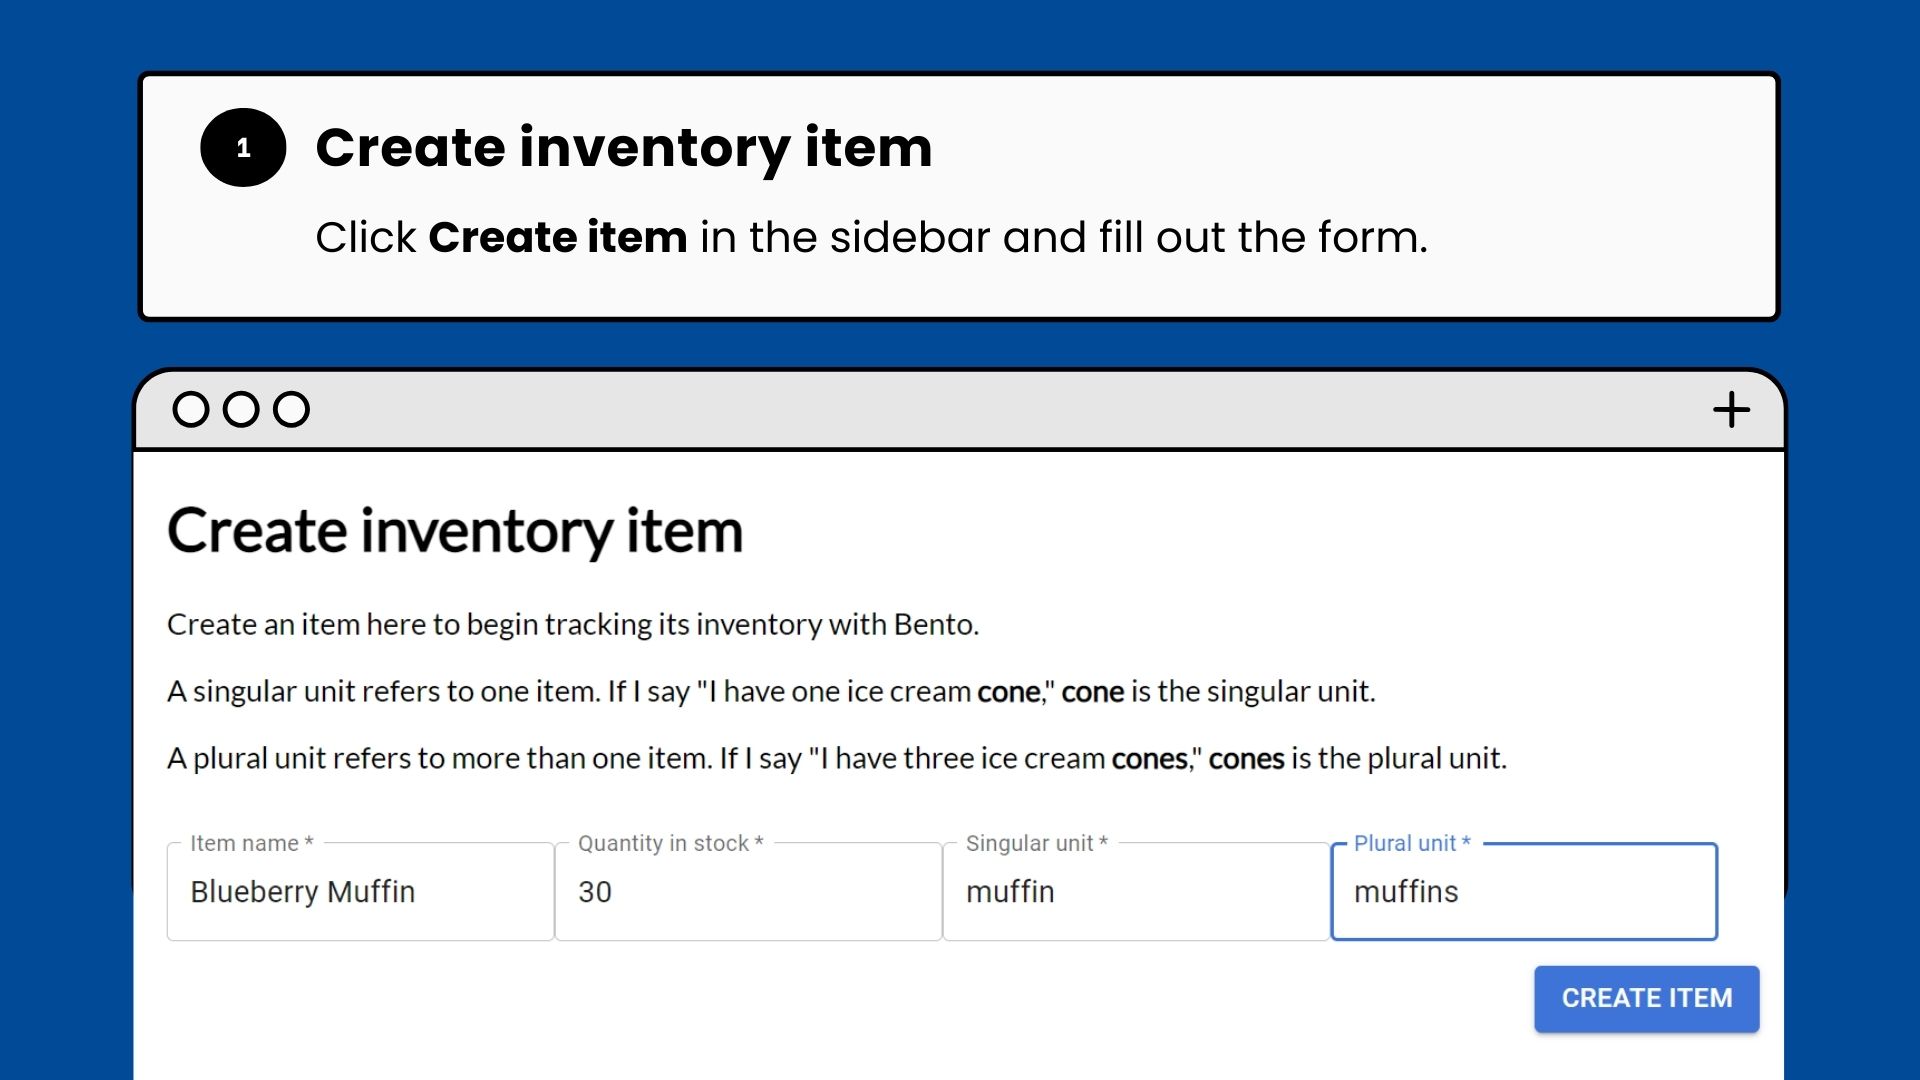 1
Create inventory item
Click Create item in the sidebar and fill out the form.
Create inventory item
Create an item here to begin tracking its inventory with Bento.
A singular unit refers to one item. If I say "I have one ice cream cone," cone is the singular unit.
A plural unit refers to more than one item. If I say "I have three ice cream cones," cones is the plural unit.
Item name * Quantity in stock * Singular unit * Plural unit *
Blueberry Muffin 30 muffin muffins
CREATE ITEM